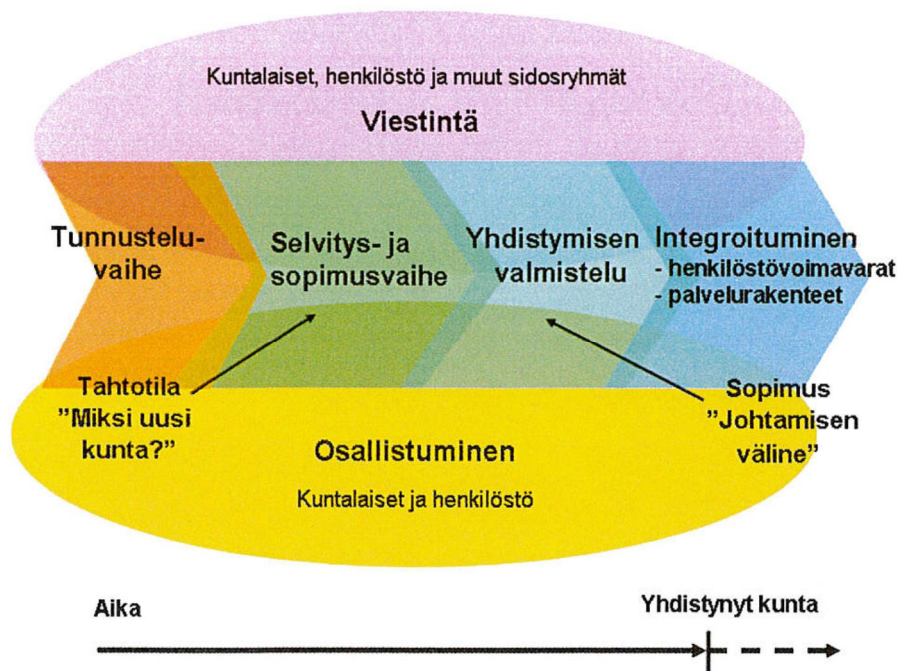 Kuntalaiset, henkilöstö ja muut sidosryhmät
Viestintä
Tunnustelu-
vaihe
Selvitys- ja
sopimusvaihe
Yhdistymisen
valmistelu
Integroituminen
- henkilöstövoimavarat
- palvelurakenteet
Tahtotila
”Miksi uusi
kunta?”
Sopimus
”Johtamisen
väline”
Osallistuminen
Kuntalaiset ja henkilöstö
Aika
Yhdistynyt kunta